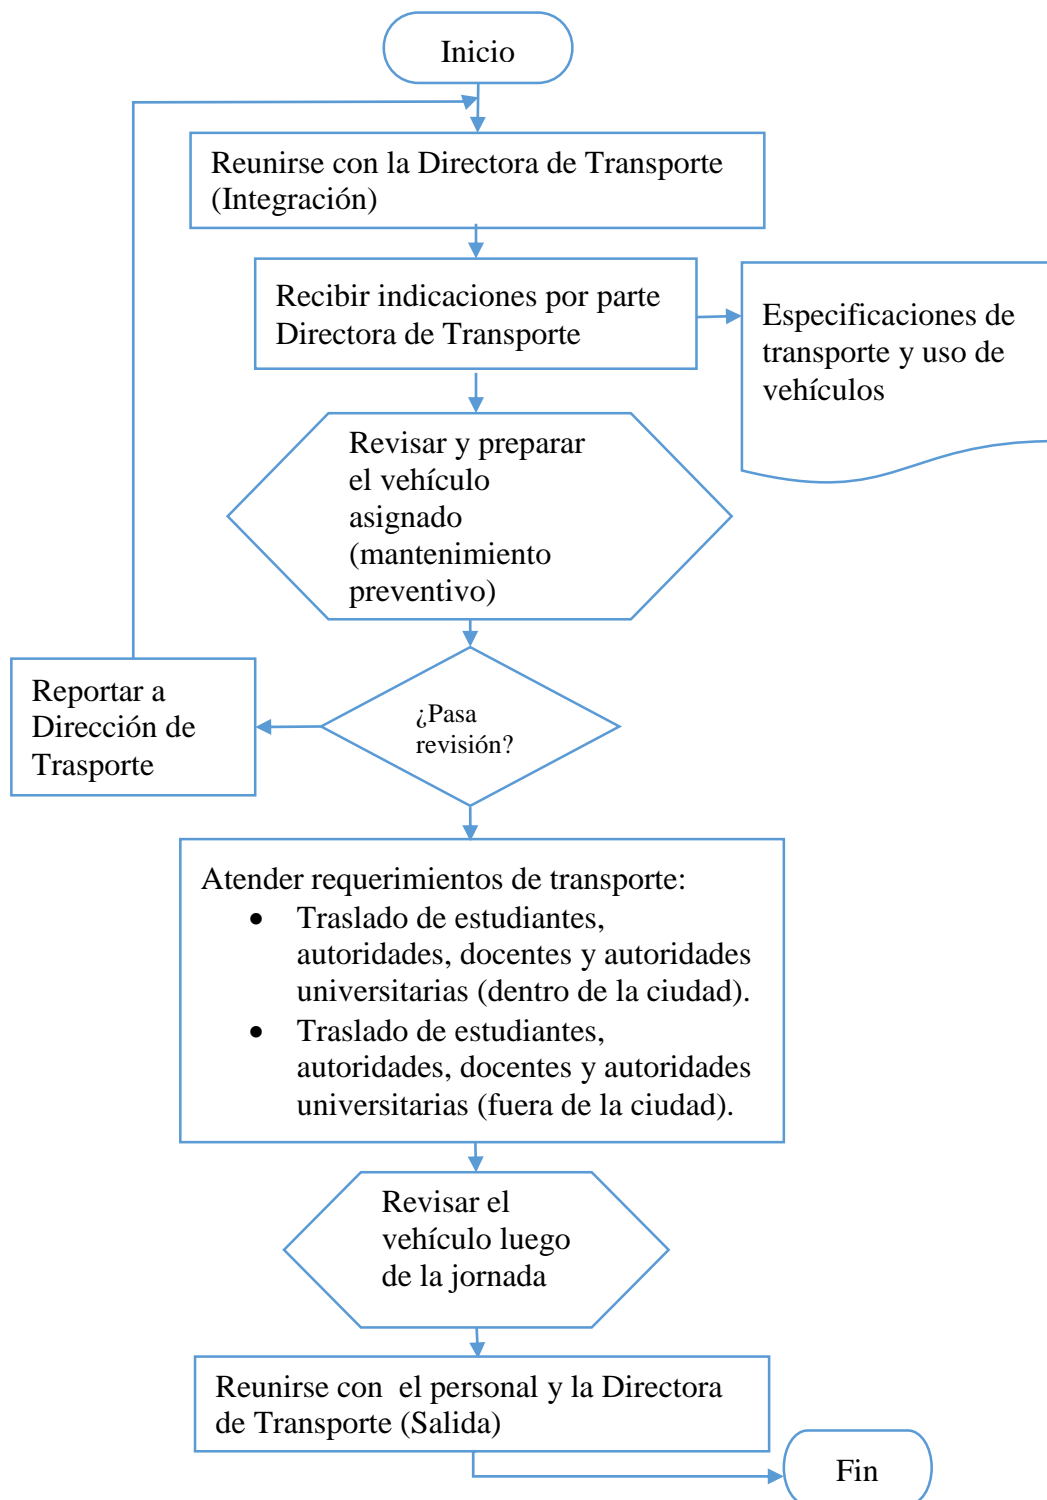 Inicio
Reunirse con la Directora de Transporte
(Integración)
Recibir indicaciones por parte
Directora de Transporte
Especificaciones de
transporte y uso de
vehículos
Revisar y preparar
el vehículo
asignado
(mantenimiento
preventivo)
¿Pasa
revisión?
Reportar a
Dirección de
Trasporte
Atender requerimientos de transporte:
• Traslado de estudiantes,
autoridades, docentes y autoridades
universitarias (dentro de la ciudad).
• Traslado de estudiantes,
autoridades, docentes y autoridades
universitarias (fuera de la ciudad).
Revisar el
vehículo luego
de la jornada
Reunirse con  el personal y la Directora
de Transporte (Salida)
Fin